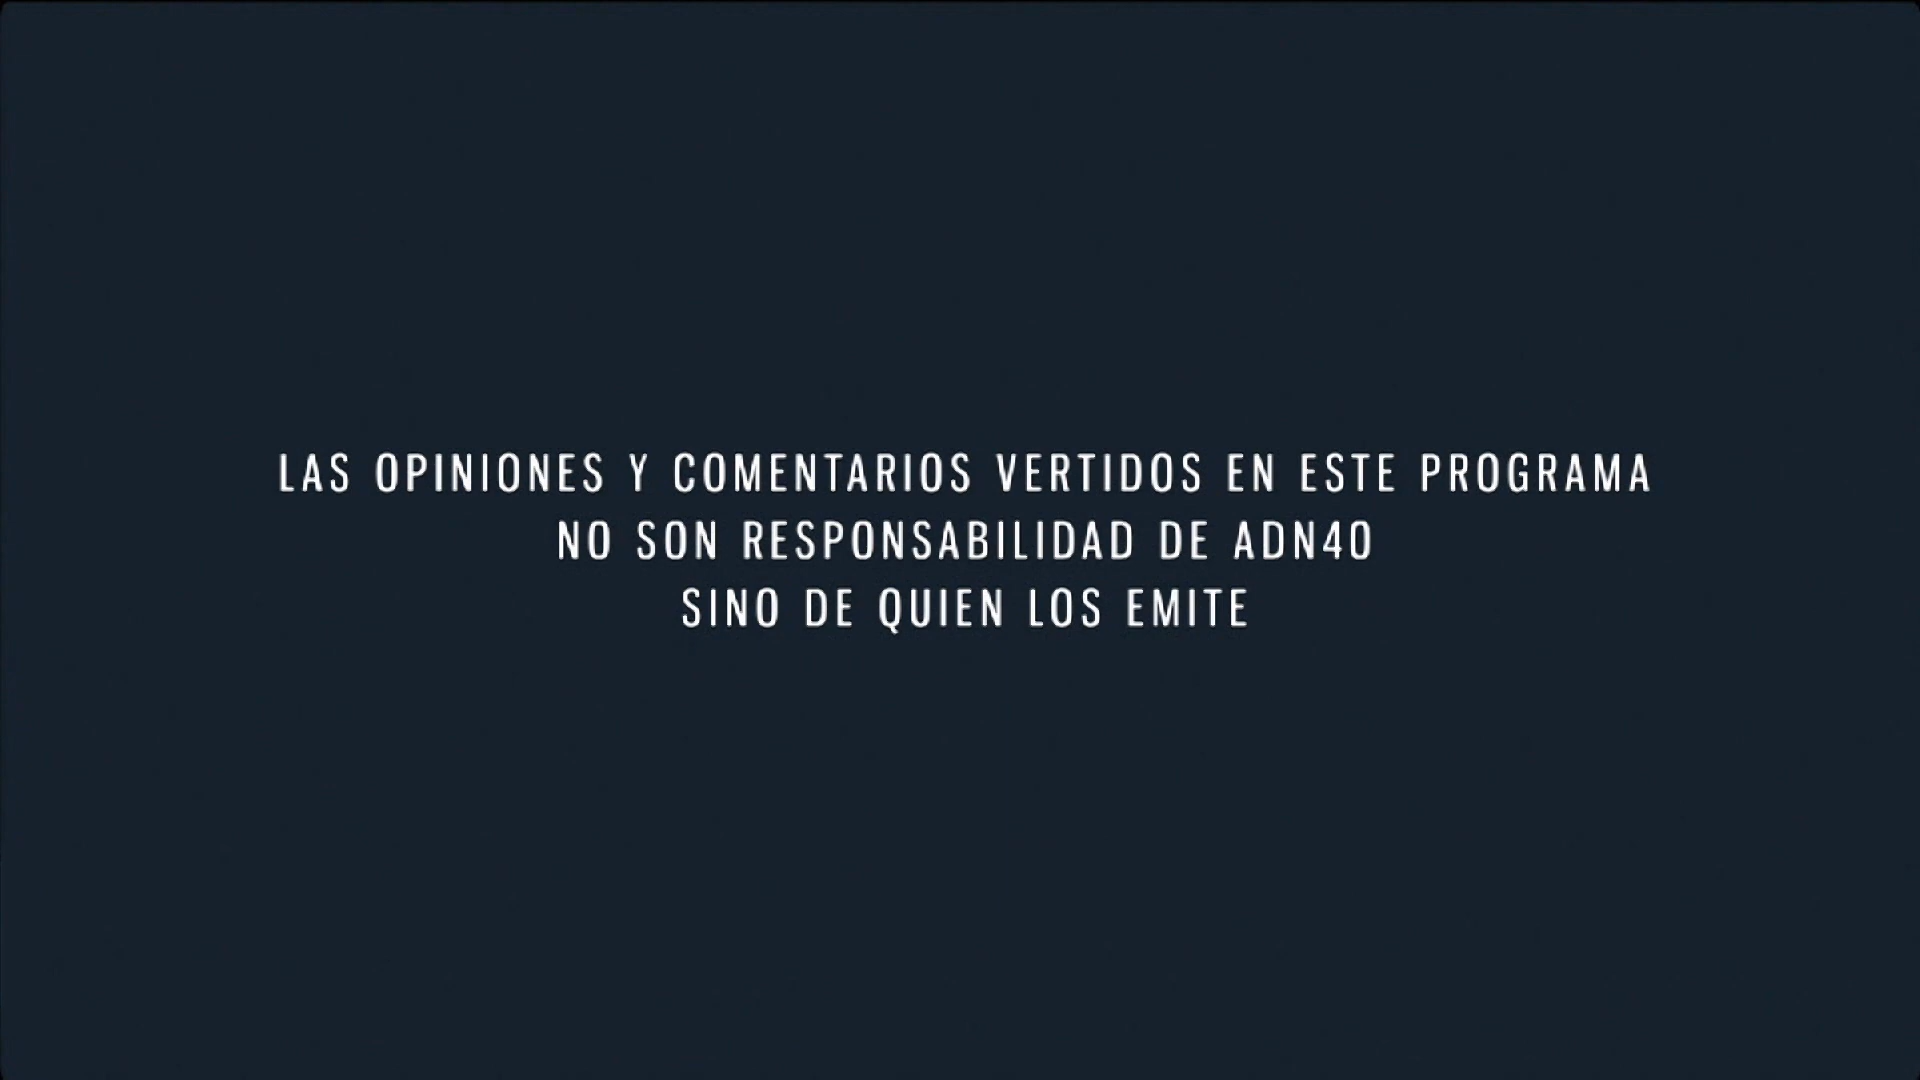 LAS OPINIONES Y COMENTARIOS VERTIDOS EN ESTE PROGRAMA
NO SON RESPONSABILIDAD DE ADN40
SINO DE QUIEN LOS EMITE